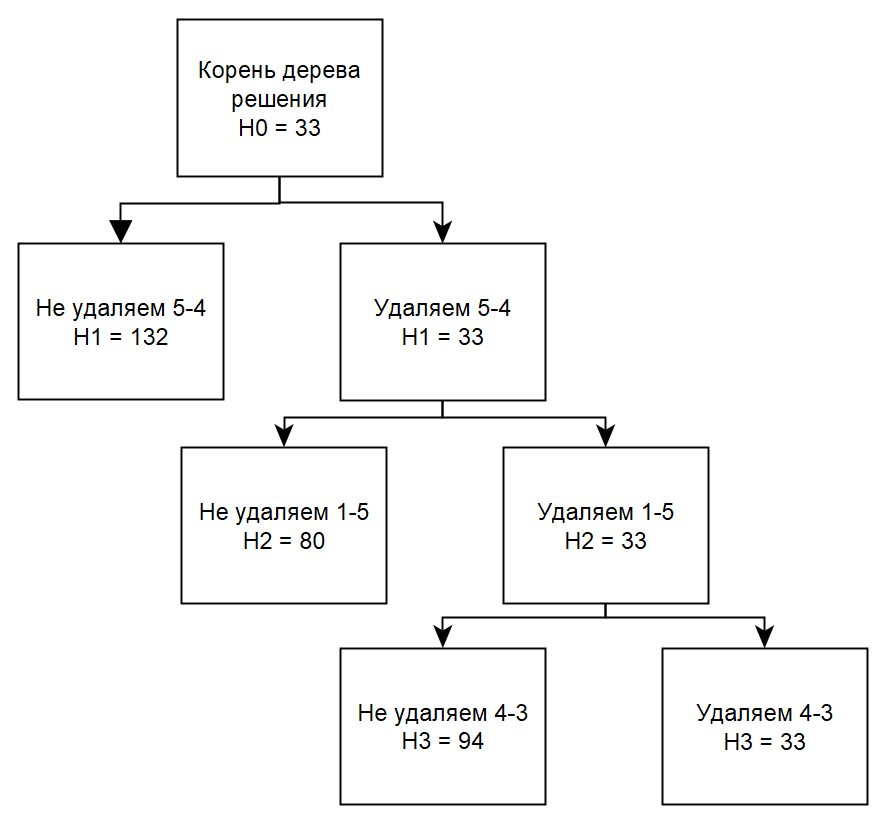 Корень дерева
решения
H0 = 33
Не удаляем 5-4
H1 = 132
Удаляем 5-4
H1 = 33
Не удаляем 1-5
H2 = 80
Удаляем 1-5
H2 = 33
Не удаляем 4-3
H3 = 94
Удаляем 4-3
H3 = 33